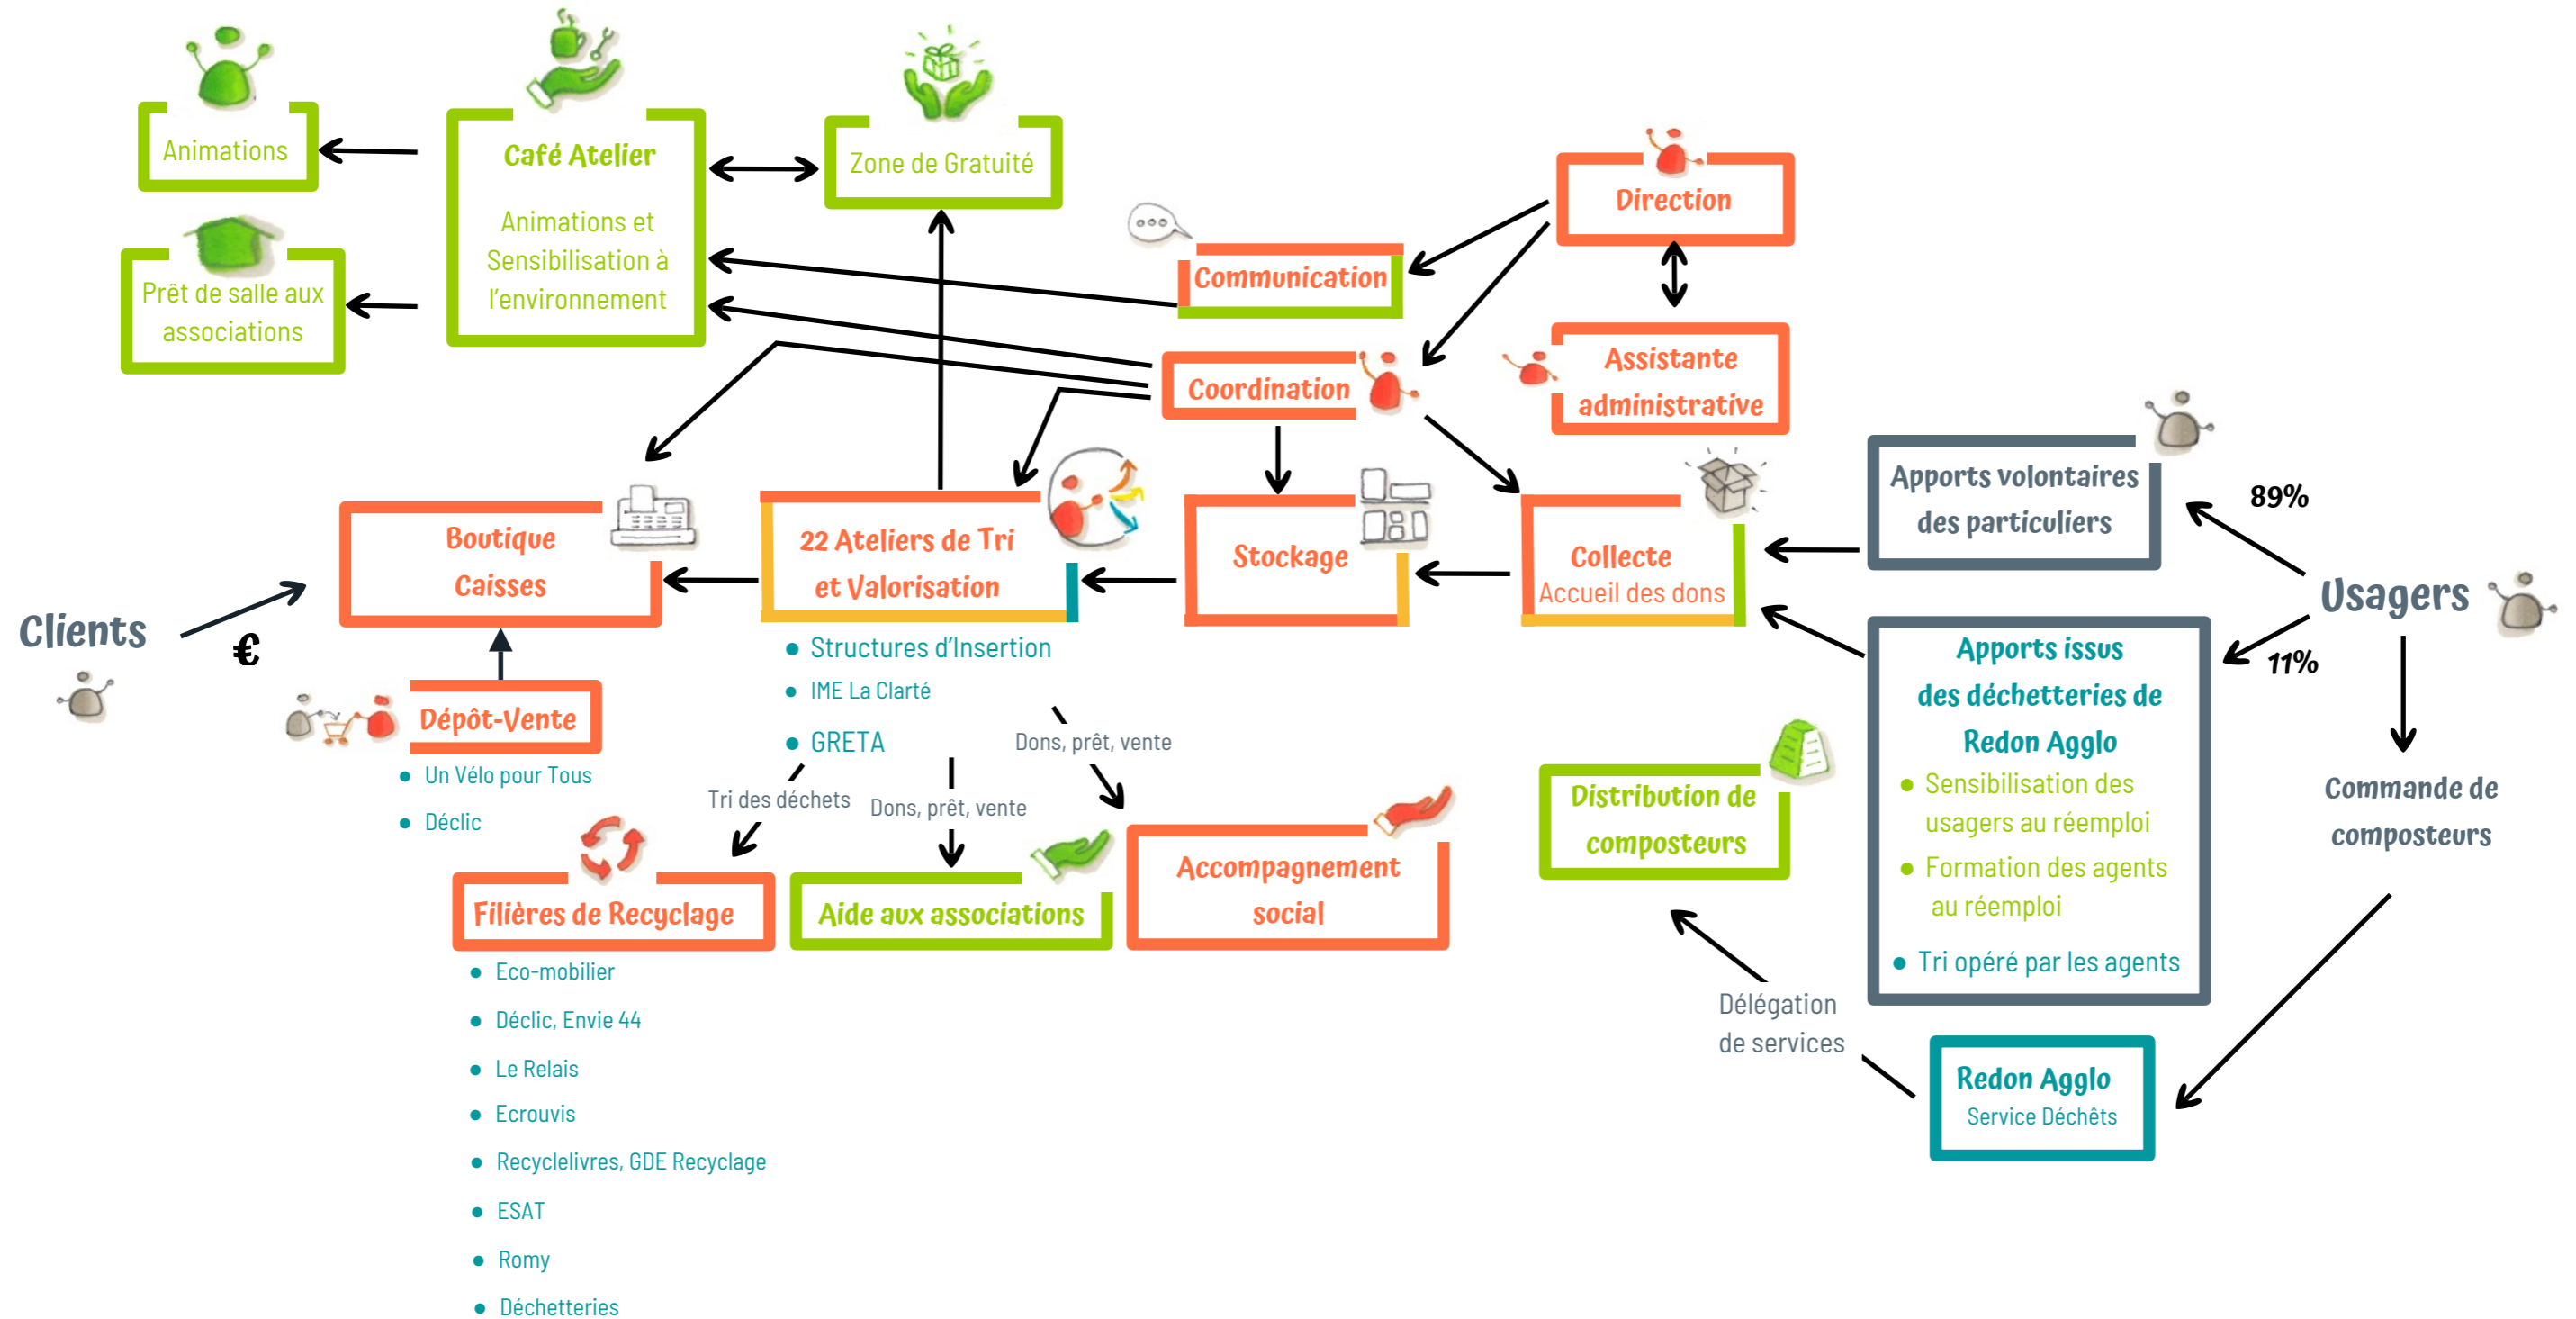 Animations
Prêt de salle aux
associations
Café Atelier
Animations et
Sensibilisation à
l'environnement
Zone de Gratuité
Communication
Direction
Coordination
Assistante
administrative
Clients
€
Boutique
Caisses
Dépôt-Vente
Un Vélo pour Tous
Déclic
22 Ateliers de Tri
et Valorisation
Structures d'Insertion
IME La Clarté
GRETA
Stockage
Collecte
Accueil des dons
Apports volontaires
des particuliers
89%
Usagers
11%
Apports issus
des déchetteries de
Redon Agglo
Sensibilisation des
usagers au réemploi
Formation des agents
au réemploi
Tri opéré par les agents
Commande de
composteurs
Distribution de
composteurs
Délégation
de services
Redon Agglo
Service Déchêts
Tri des déchets
Dons, prêt, vente
Dons, prêt, vente
Filières de Recyclage
Aide aux associations
Accompagnement
social
Eco-mobilier
Déclic, Envie 44
Le Relais
Ecrouvis
Recyclelivres, GDE Recyclage
ESAT
Romy
Déchetteries